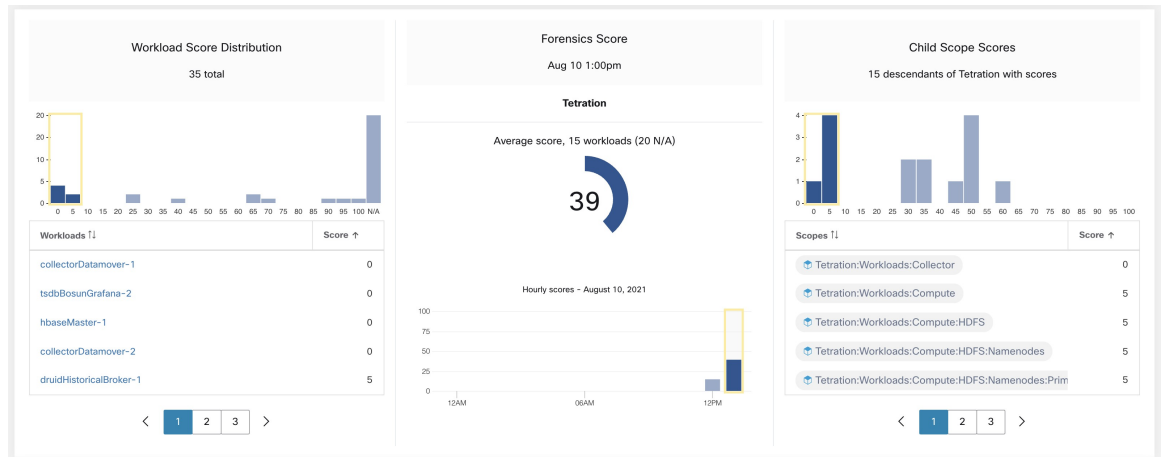 Workload Score Distribution
35 total
20
20
10
5
0
0 5 10 15 20 25 30 35 40 45 50 55 60 65 70 75 80 85 90 95 100 N/A
Workloads Score
collectorDatamover-1 0
tsdbBosunGrafana-2 0
hbaseMaster-1 0
collectorDatamover-2 0
druidHistoricalBroker-1 5
1 2 3
Forensics Score
Aug 10 1:00pm
Tetration
Average score, 15 workloads (20 N/A)
39
Hourly scores - August 10, 2021
100
75
50
25
0
12AM 06AM 12PM
Child Scope Scores
15 descendants of Tetration with scores
4
3
2
1
0
0 5 10 15 20 25 30 35 40 45 50 55 60 65 70 75 80 85 90 95 100
Scopes Score
Tetration:Workloads:Collector 0
Tetration:Workloads:Compute 5
Tetration:Workloads:Compute:HDFS 5
Tetration:Workloads:Compute:HDFS:Namenodes 5
Tetration:Workloads:Compute:HDFS:Namenodes:Prim 5
1 2 3